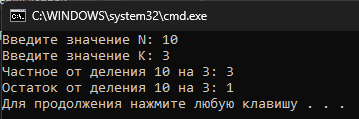 C:\WINDOWS\system32\cmd.exe
Введите значение N: 10
Введите значение K: 3
Частное от деления 10 на 3: 3
Остаток от деления 10 на 3: 1
Для продолжения нажмите любую клавишу . . .